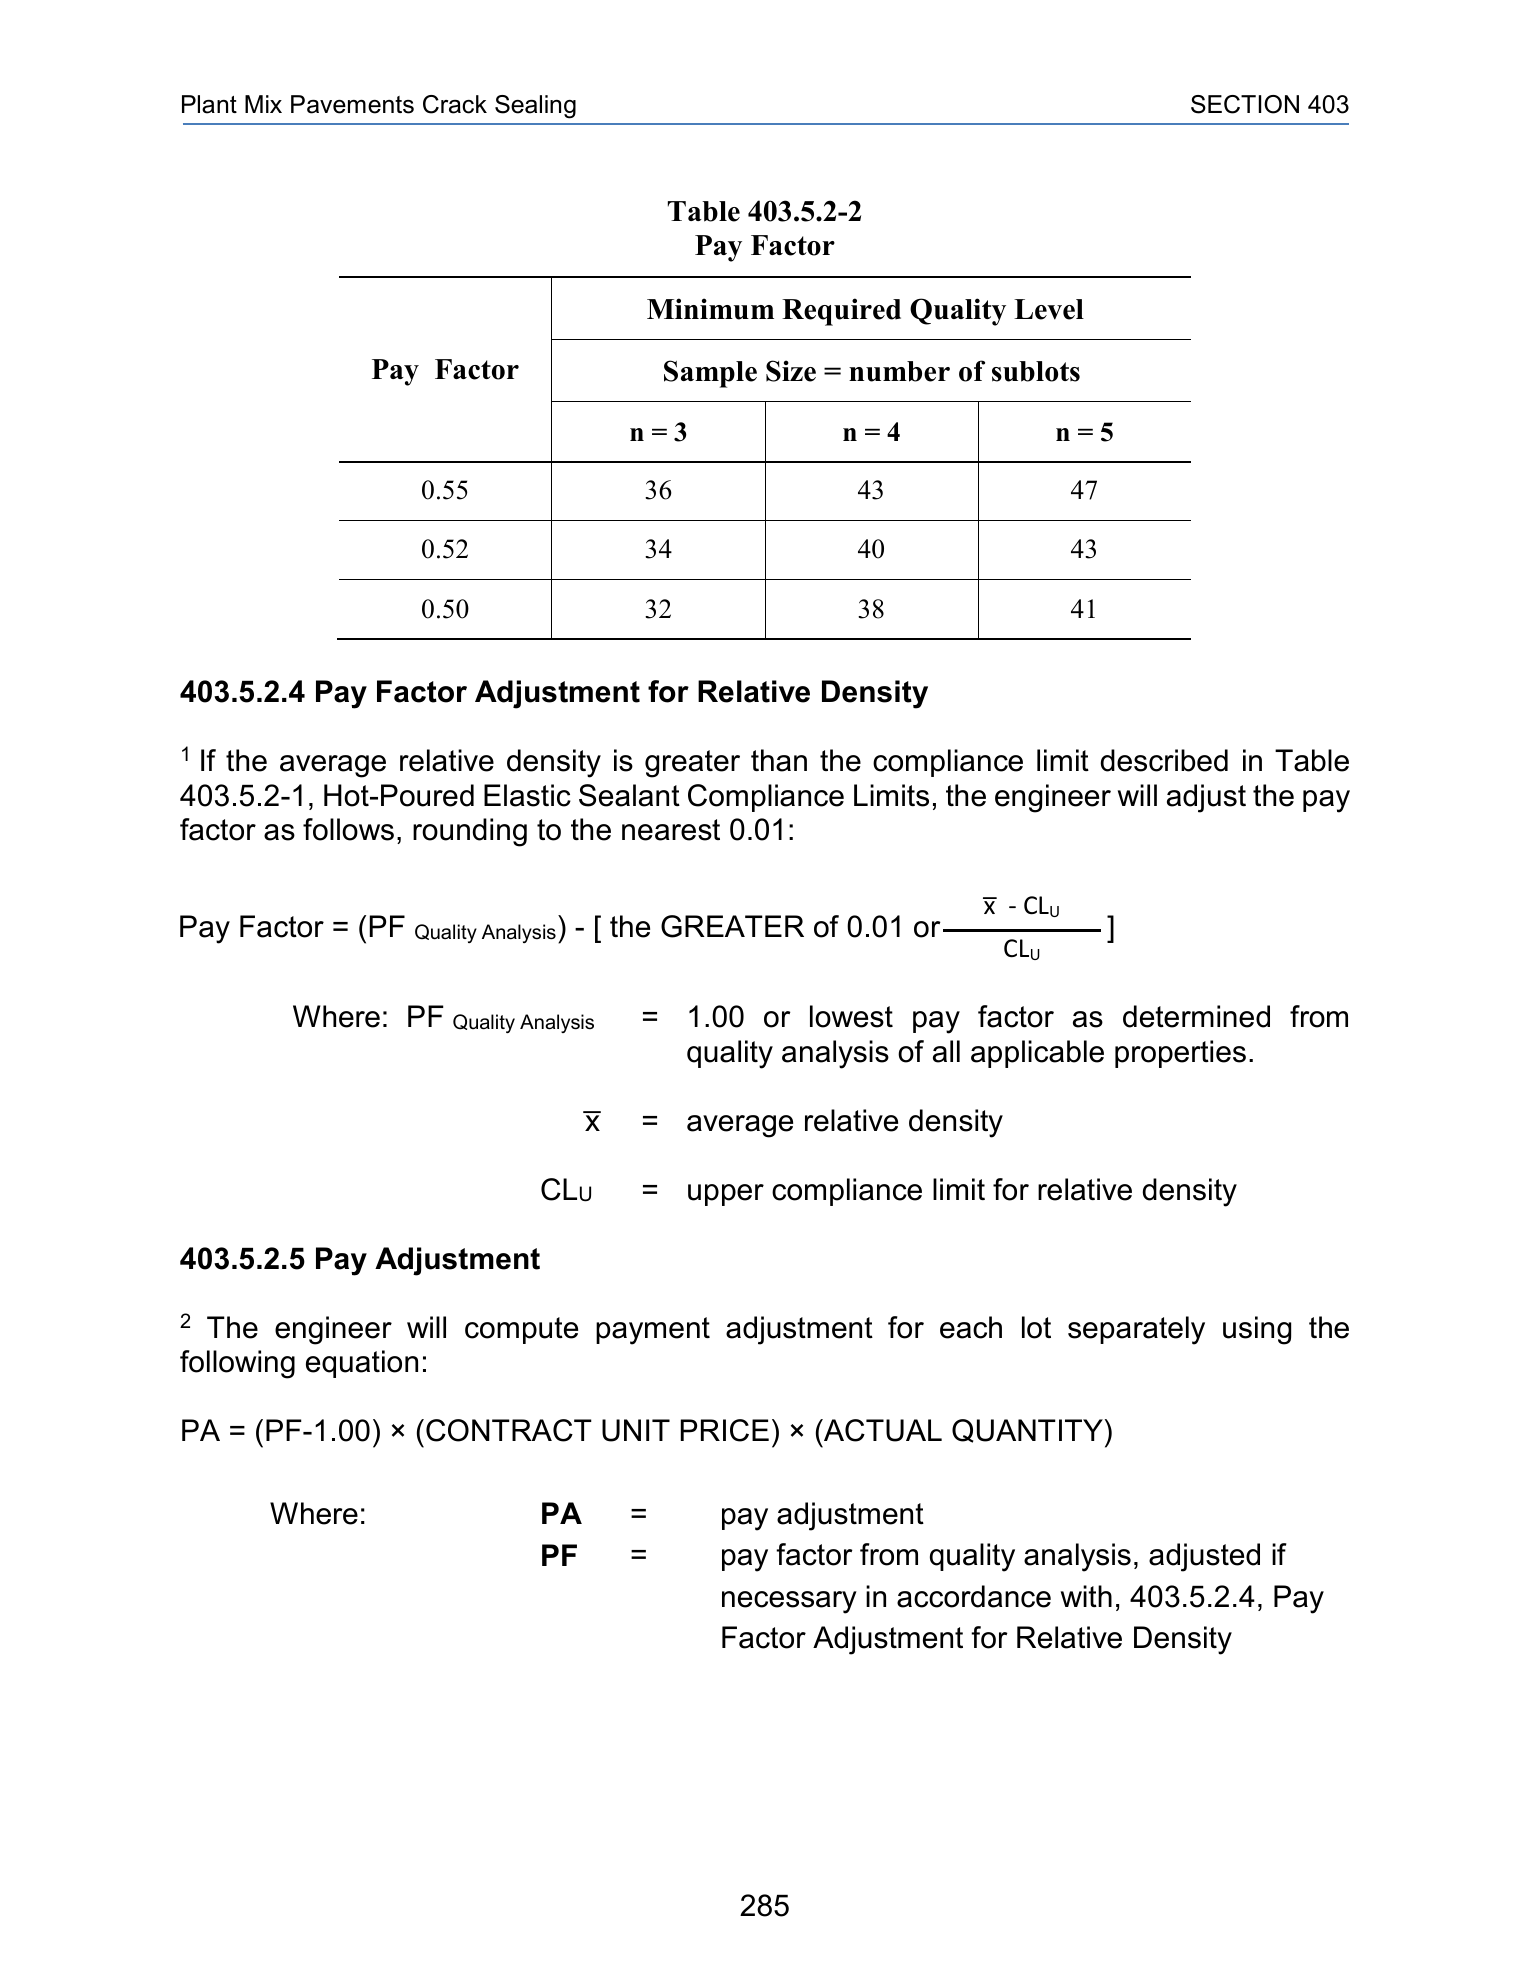 Plant Mix Pavements Crack Sealing SECTION 403
Table 403.5.2-2
Pay Factor
Pay Factor
Minimum Required Quality Level
Sample Size = number of sublots
n = 3 n = 4 n = 5
0.55 36 43 47
0.52 34 40 43
0.50 32 38 41
403.5.2.4 Pay Factor Adjustment for Relative Density
1 If the average relative density is greater than the compliance limit described in Table
403.5.2-1, Hot-Poured Elastic Sealant Compliance Limits, the engineer will adjust the pay
factor as follows, rounding to the nearest 0.01:
x̅ - CLU
Pay Factor = (PF Quality Analysis) - [ the GREATER of 0.01 or ]
CLU
Where: PF Quality Analysis = 1.00 or lowest pay factor as determined from
quality analysis of all applicable properties.
x̅ = average relative density
CLU = upper compliance limit for relative density
403.5.2.5 Pay Adjustment
2 The engineer will compute payment adjustment for each lot separately using the
following equation:
PA = (PF-1.00) × (CONTRACT UNIT PRICE) × (ACTUAL QUANTITY)
Where: PA = pay adjustment
PF = pay factor from quality analysis, adjusted if
necessary in accordance with, 403.5.2.4, Pay
Factor Adjustment for Relative Density
285